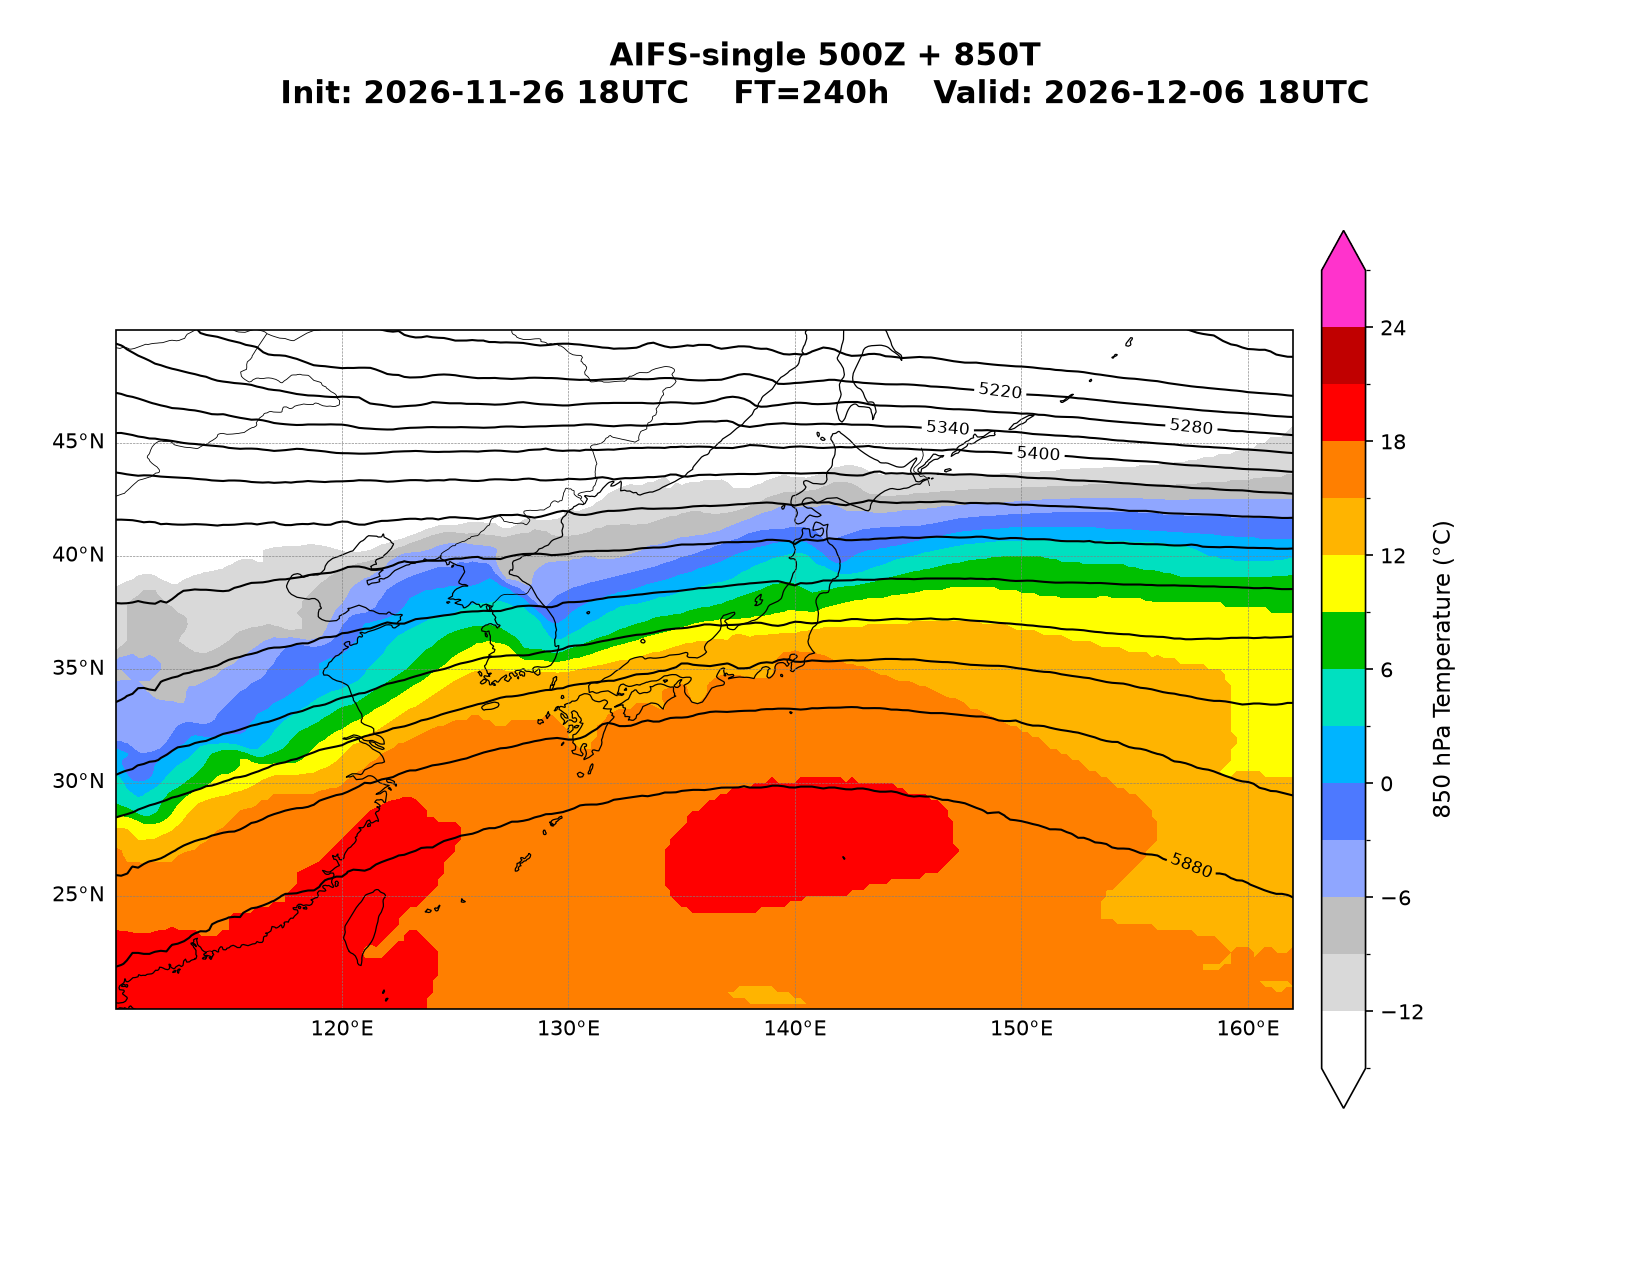 AIFS-single 500Z + 850T
Init: 2026-11-26 18UTC    FT=240h    Valid: 2026-12-06 18UTC
5220
5340
5280
5400
5880
45°N
40°N
35°N
30°N
25°N
120°E
130°E
140°E
150°E
160°E
24
18
12
6
0
−6
−12
850 hPa Temperature (°C)